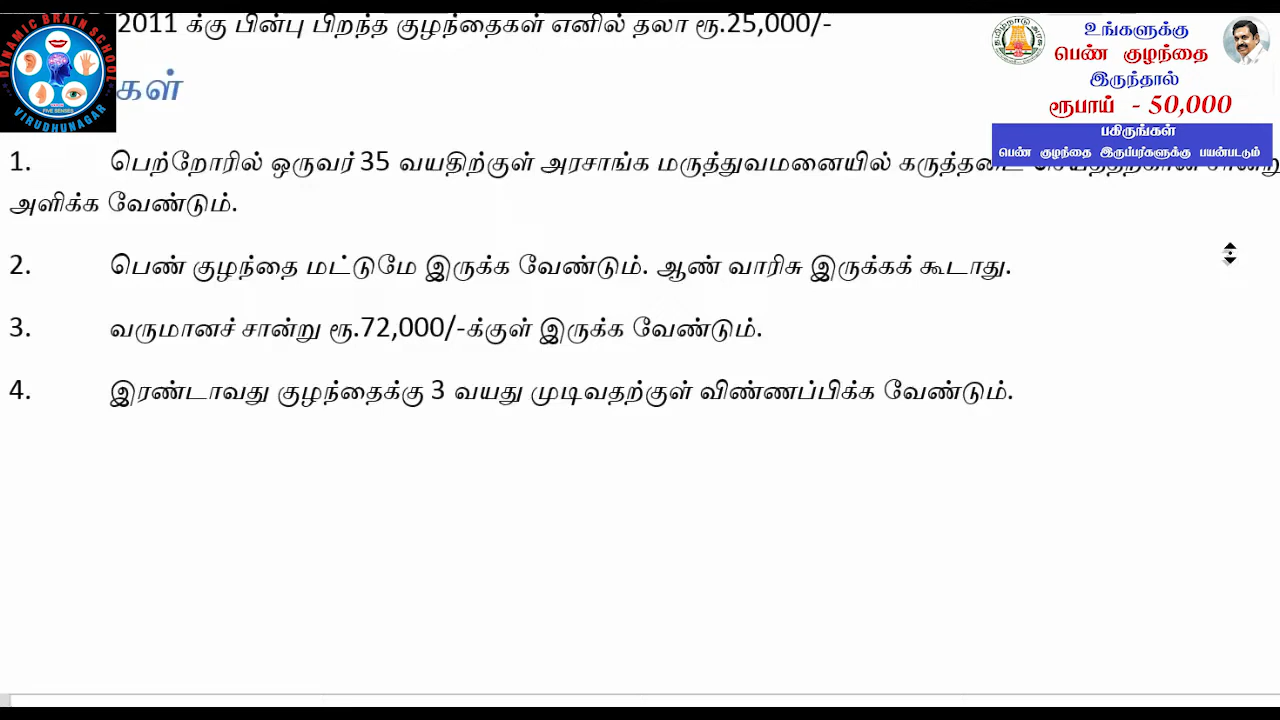 2011 க்கு பின்பு பிறந்த குழந்தைகள் எனில் தலா ரூ.25,000/-
கள்
1. பெற்றோரில் ஒருவர் 35 வயதிற்குள் அரசாங்க மருத்துவமனையில் கருத்தடை
அளிக்க வேண்டும்.
2. பெண் குழந்தை மட்டுமே இருக்க வேண்டும். ஆண் வாரிசு இருக்கக் கூடாது.
3. வருமானச் சான்று ரூ.72,000/-க்குள் இருக்க வேண்டும்.
4. இரண்டாவது குழந்தைக்கு 3 வயது முடிவதற்குள் விண்ணப்பிக்க வேண்டும்.
உங்களுக்கு
பெண் குழந்தை
இருந்தால்
ரூபாய் - 50,000
பகிருங்கள்
பெண் குழந்தை இருப்பர்களுக்கு பயன்படும்
DYNAMIC BRAIN SCHOOL
FIVE SENSES
VIRUDHUNAGAR